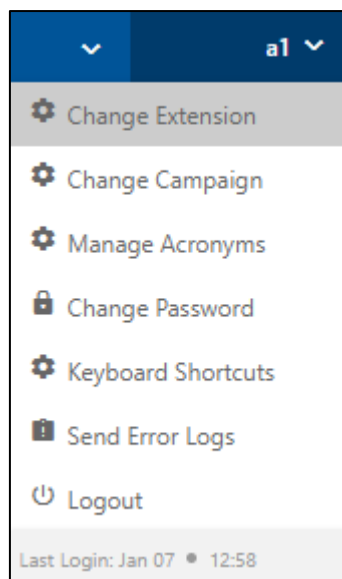 a1
Change Extension
Change Campaign
Manage Acronyms
Change Password
Keyboard Shortcuts
Send Error Logs
Logout
Last Login: Jan 07 • 12:58